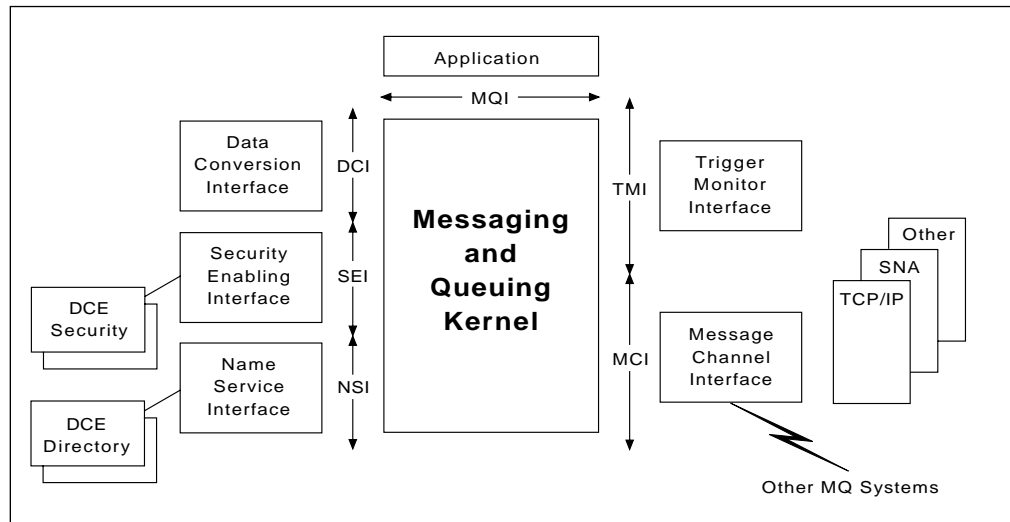 Application
MQI
Data
Conversion
Interface
DCI
Security
Enabling
Interface
SEI
DCE
Security
Name
Service
Interface
NSI
DCE
Directory
Messaging
and
Queuing
Kernel
TMI
Trigger
Monitor
Interface
MCI
Message
Channel
Interface
Other
SNA
TCP/IP
Other MQ Systems